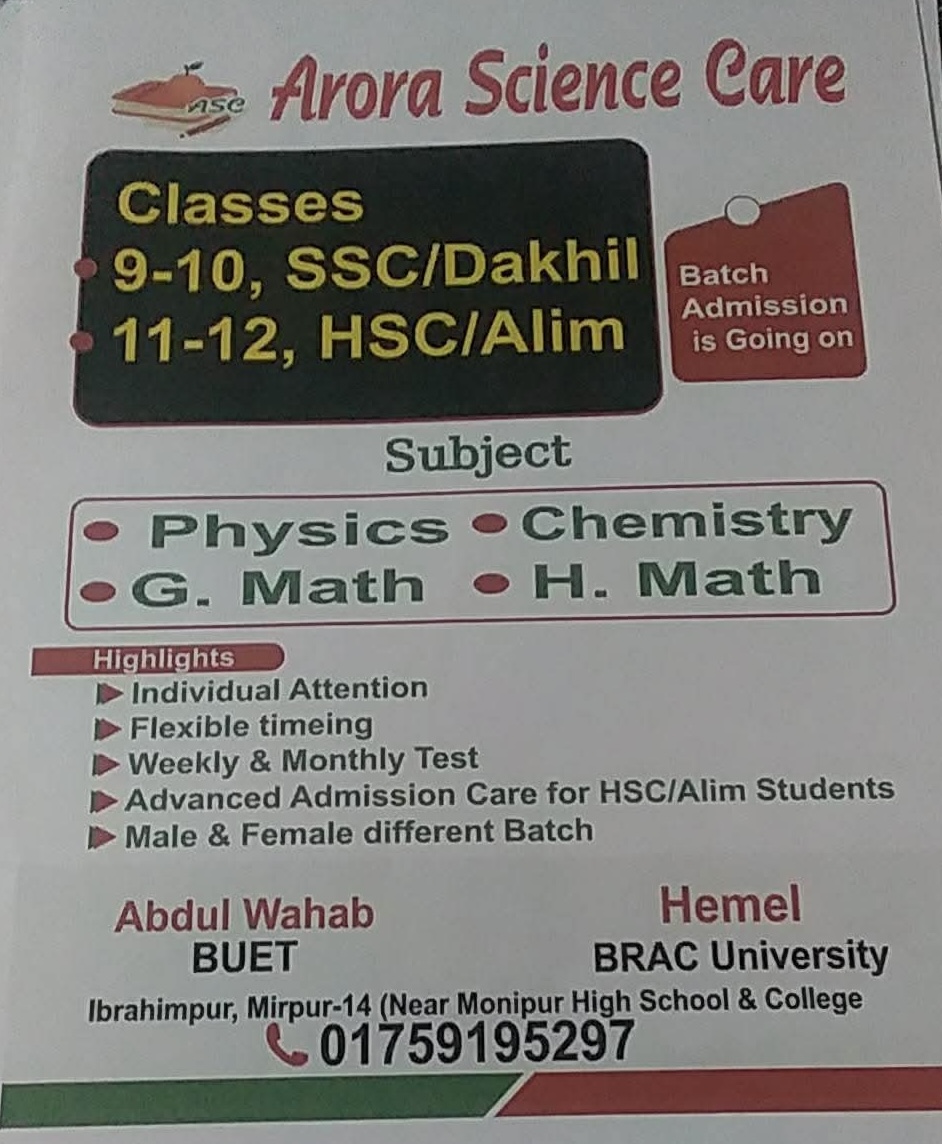 ASC Arora Science Care
Classes
9-10, SSC/Dakhil
11-12, HSC/Alim
Batch
Admission
is Going on
Subject
Physics Chemistry
G. Math H. Math
Highlights
Individual Attention
Flexible timeing
Weekly & Monthly Test
Advanced Admission Care for HSC/Alim Students
Male & Female different Batch
Abdul Wahab Hemel
BUET BRAC University
Ibrahimpur, Mirpur-14 (Near Monipur High School & College
01759195297